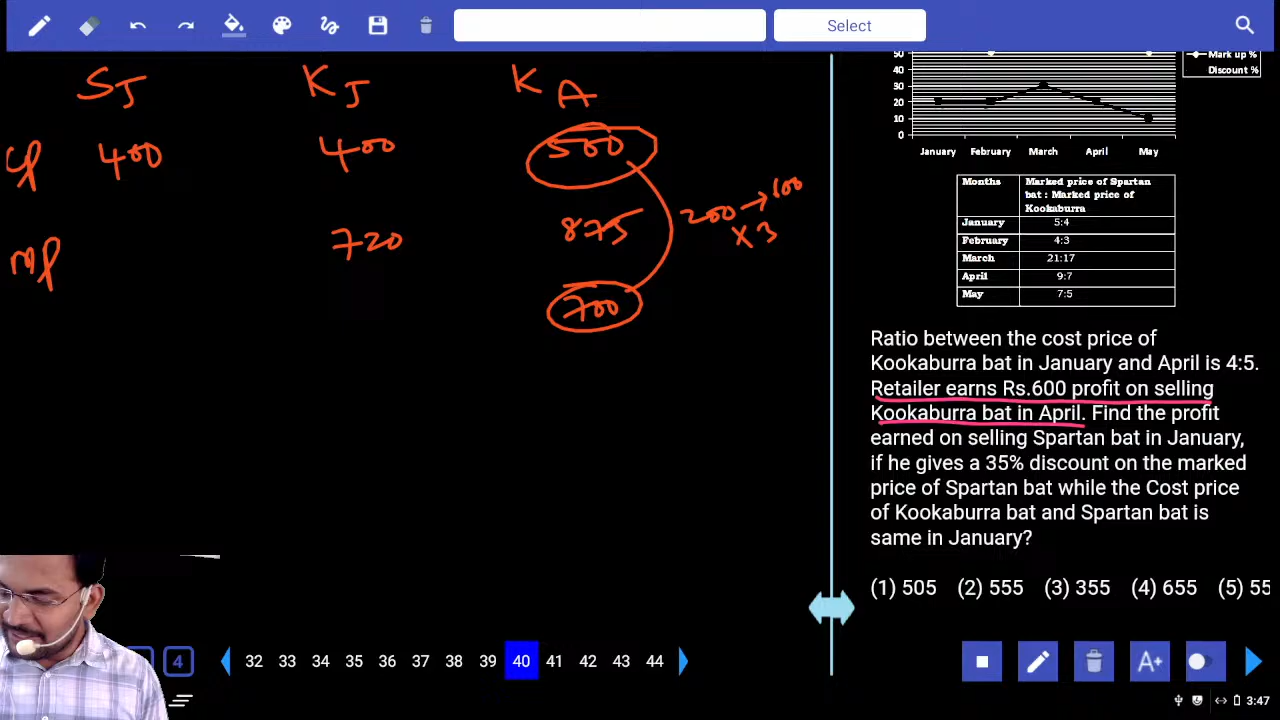 Select
S_J K_J K_A
CP 400 400 500
200 → 100
875 × 3
MP 720
700
50
40
30
20
10
0
January February March April May
Mark up %
Discount %
Months Marked price of Spartan bat : Marked price of Kookaburra
January 5:4
February 4:3
March 21:17
April 9:7
May 7:5
Ratio between the cost price of
Kookaburra bat in January and April is 4:5.
Retailer earns Rs.600 profit on selling
Kookaburra bat in April. Find the profit
earned on selling Spartan bat in January,
if he gives a 35% discount on the marked
price of Spartan bat while the Cost price
of Kookaburra bat and Spartan bat is
same in January?
(1) 505 (2) 555 (3) 355 (4) 655 (5) 55
4 32 33 34 35 36 37 38 39 40 41 42 43 44
A+
3:47